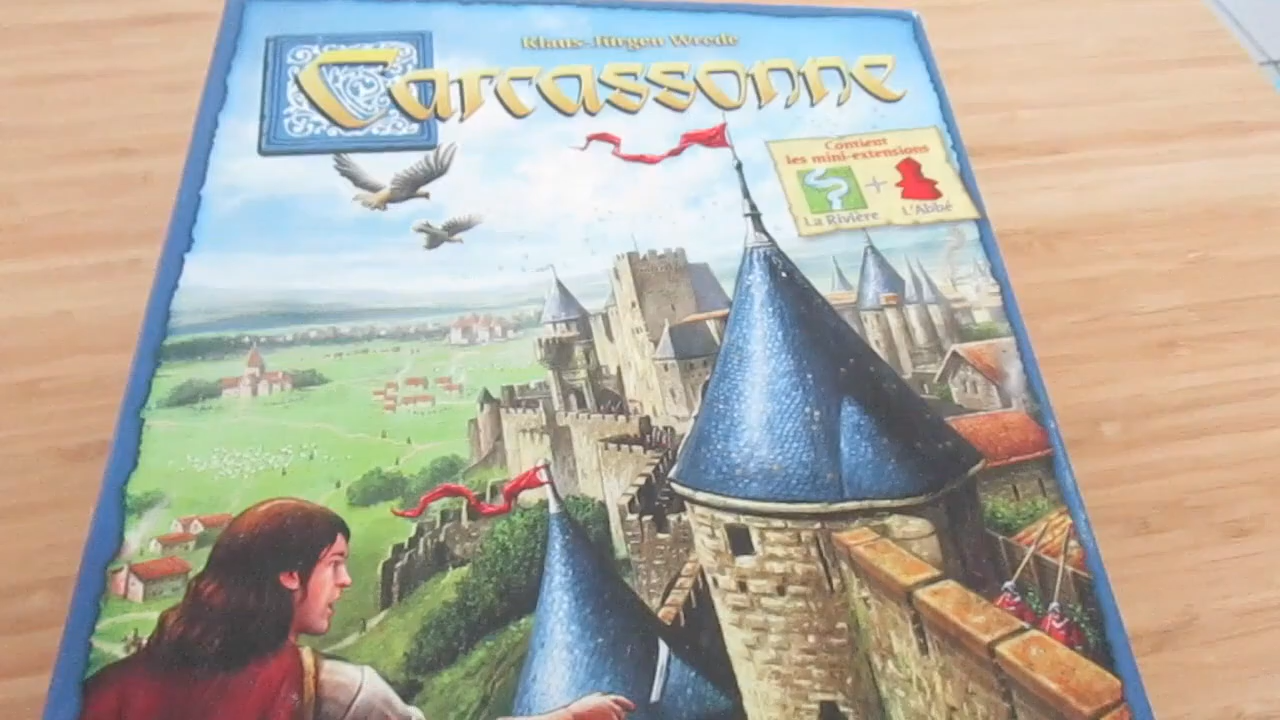 Klaus-Jürgen Wrede
Carcassonne
Contient
les mini-extensions
+
La Rivière
L'Abbé